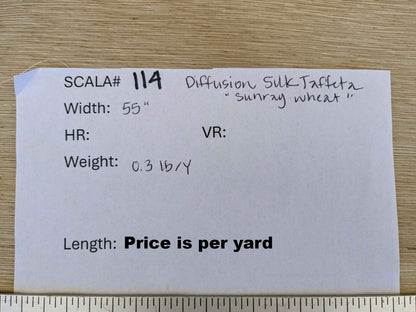 SCALA# 114 Diffusion Silk Taffeta
"Sunray wheat"
Width: 55"
HR: VR:
Weight: 0.3 lb/Y
Length: Price is per yard